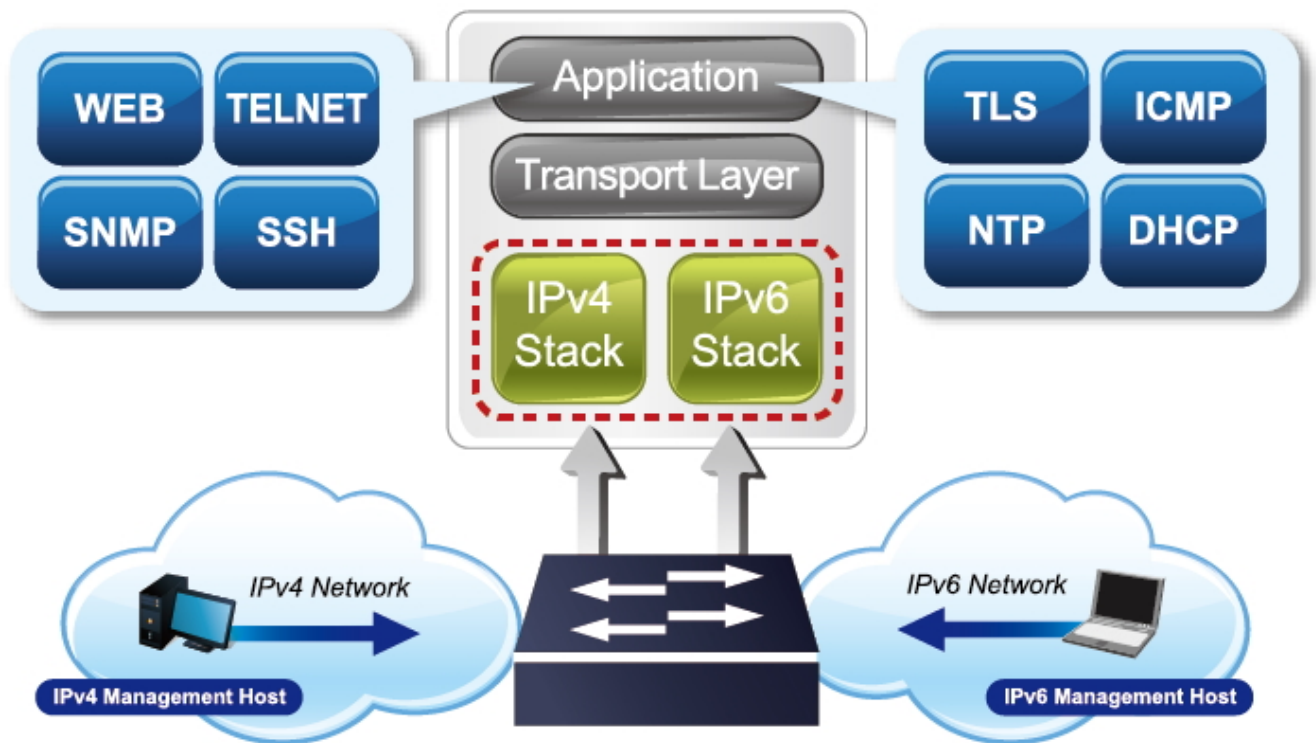 WEB
TELNET
SNMP
SSH
Application
Transport Layer
IPv4
Stack
IPv6
Stack
TLS
ICMP
NTP
DHCP
IPv4 Network
IPv4 Management Host
IPv6 Network
IPv6 Management Host